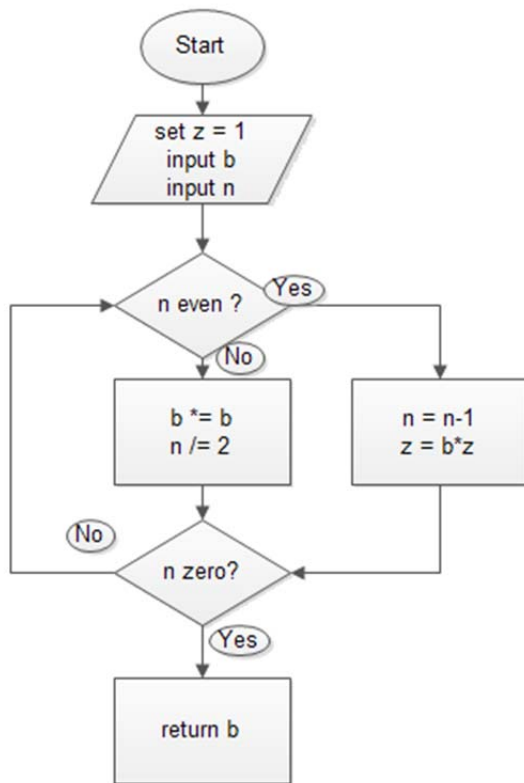 Start
set z = 1
input b
input n
n even ?
Yes
No
b *= b
n /= 2
n = n-1
z = b*z
No
n zero?
Yes
return b